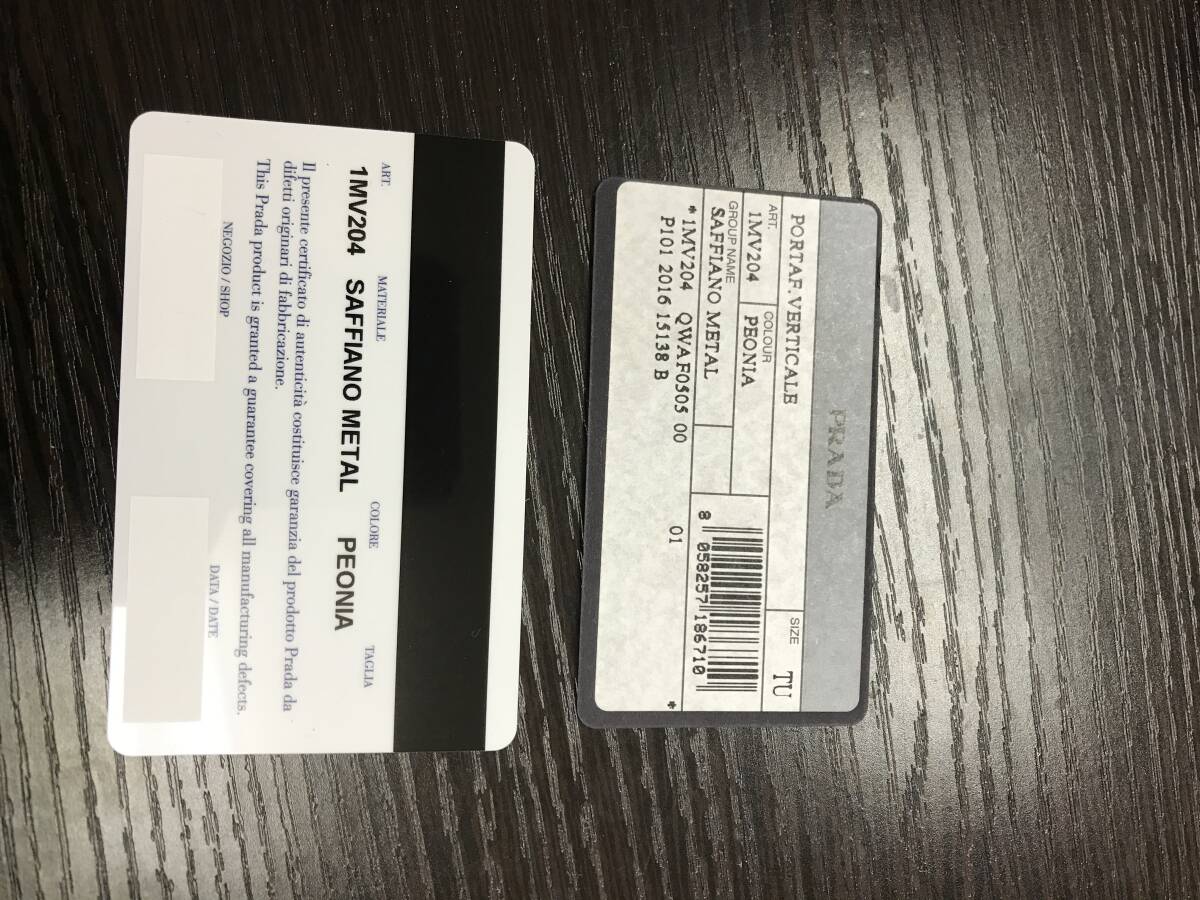 ART. MATERIALE COLORE TAGLIA
1MV204 SAFFIANO METAL PEONIA
Il presente certificato di autenticità costituisce garanzia del prodotto Prada da
difetti originari di fabbricazione.
This Prada product is granted a guarantee covering all manufacturing defects.
NEGOZIO / SHOP DATA / DATE
PRADA
PORTAF.VERTICALE SIZE TU
ART. COLOUR
1MV204 PEONIA
GROUP NAME
SAFFIANO METAL
8 058257 186710
* 1MV204 QWAF0505 00 *
P101 2016 15138 B 01